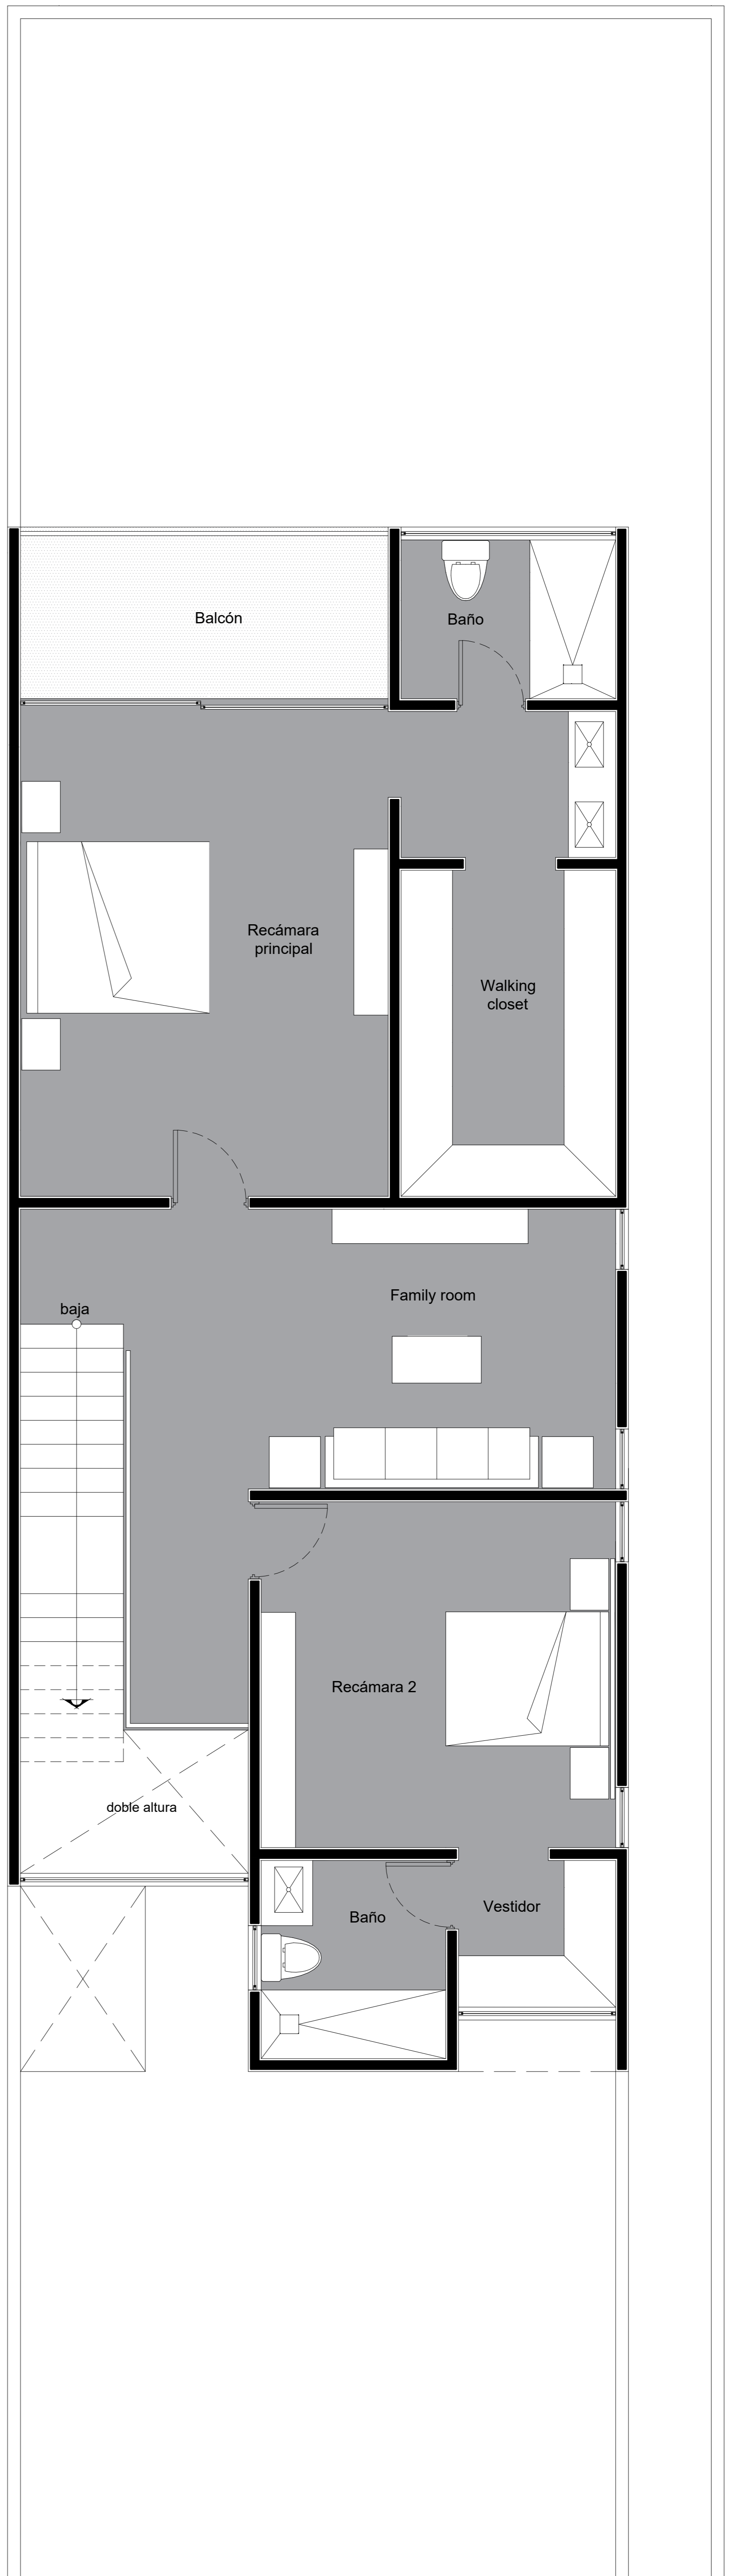 Balcón
Baño
Recámara
principal
Walking
closet
Family room
baja
Recámara 2
doble altura
Vestidor
Baño